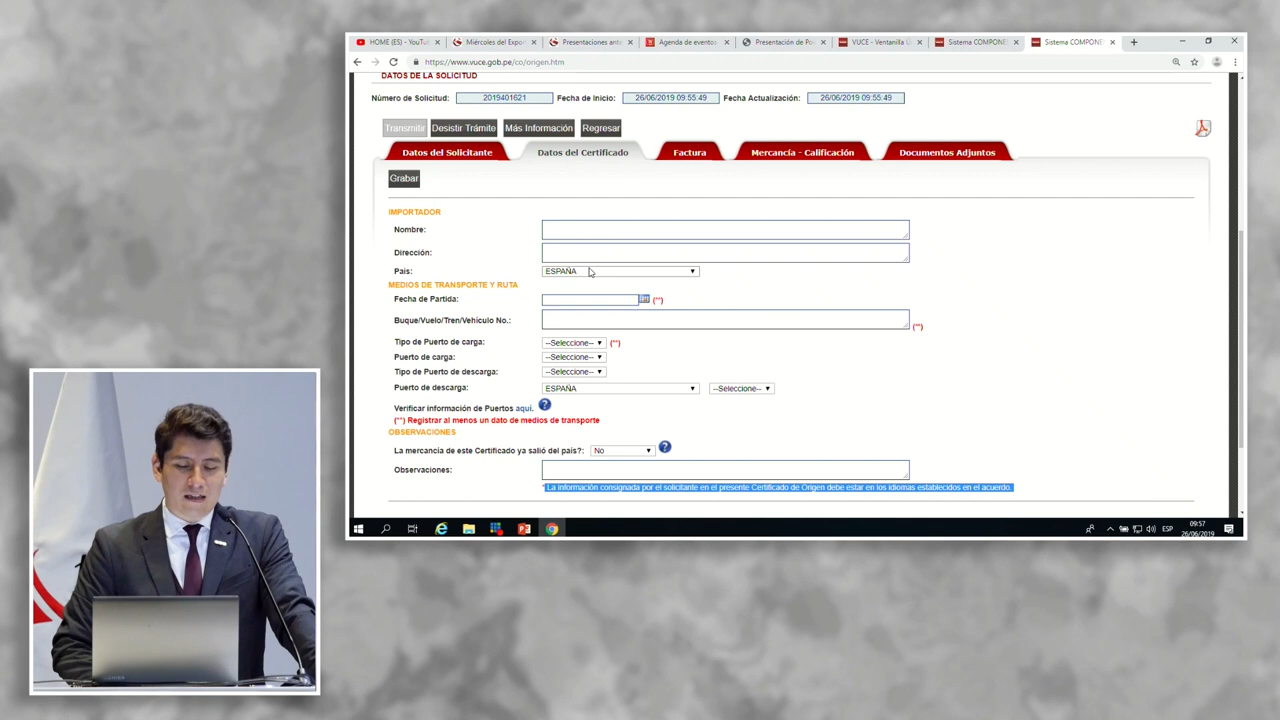 HOME (ES) - YouTu
Miércoles del Expor
Presentaciones ante
Agenda de eventos
Presentación de Po
VUCE - Ventanilla U
Sistema COMPONE
Sistema COMPONE
https://www.vuce.gob.pe/co/origen.htm
DATOS DE LA SOLICITUD
Número de Solicitud: 2019401621 Fecha de Inicio: 26/06/2019 09:55:49 Fecha Actualización: 26/06/2019 09:55:49
Transmitir Desistir Trámite Más Información Regresar
Datos del Solicitante Datos del Certificado Factura Mercancía - Calificación Documentos Adjuntos
Grabar
IMPORTADOR
Nombre:
Dirección:
País: ESPAÑA
MEDIOS DE TRANSPORTE Y RUTA
Fecha de Partida: (**)
Buque/Vuelo/Tren/Vehículo No.: (**)
Tipo de Puerto de carga: --Seleccione-- (**)
Puerto de carga: --Seleccione--
Tipo de Puerto de descarga: --Seleccione--
Puerto de descarga: ESPAÑA --Seleccione--
Verificar información de Puertos aquí. ?
(**) Registrar al menos un dato de medios de transporte
OBSERVACIONES
La mercancía de este Certificado ya salió del país?: No ?
Observaciones:
* La información consignada por el solicitante en el presente Certificado de Origen debe estar en los idiomas establecidos en el acuerdo.
ESP
09:57
26/06/2019